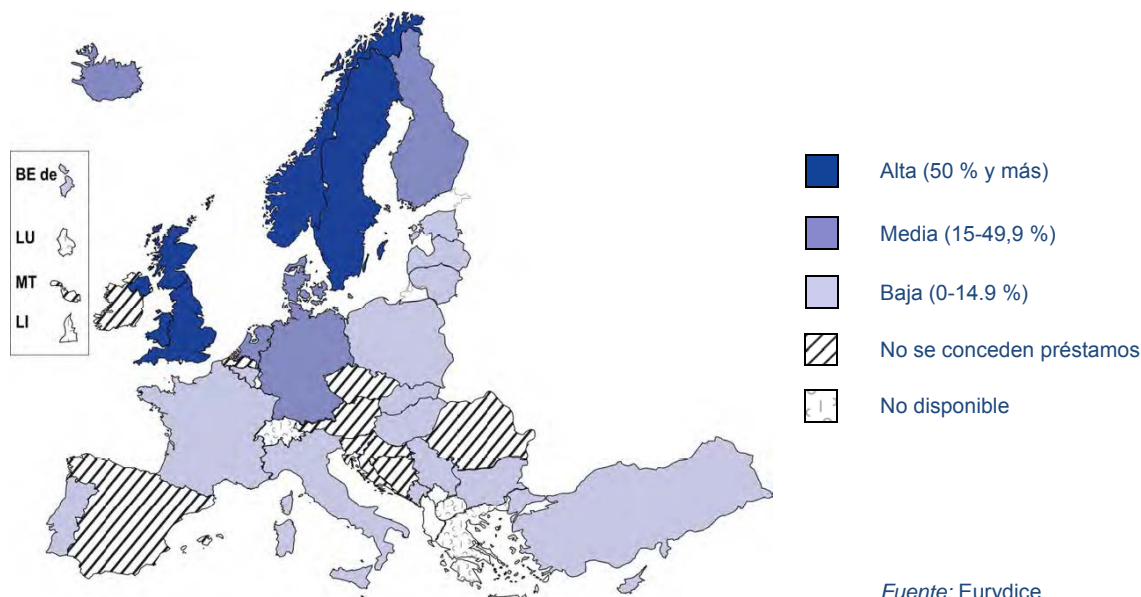 BE de
LU
MT
LI
Alta (50 % y más)
Media (15-49,9 %)
Baja (0-14.9 %)
No se conceden préstamos
No disponible
Fuente: Eurydice